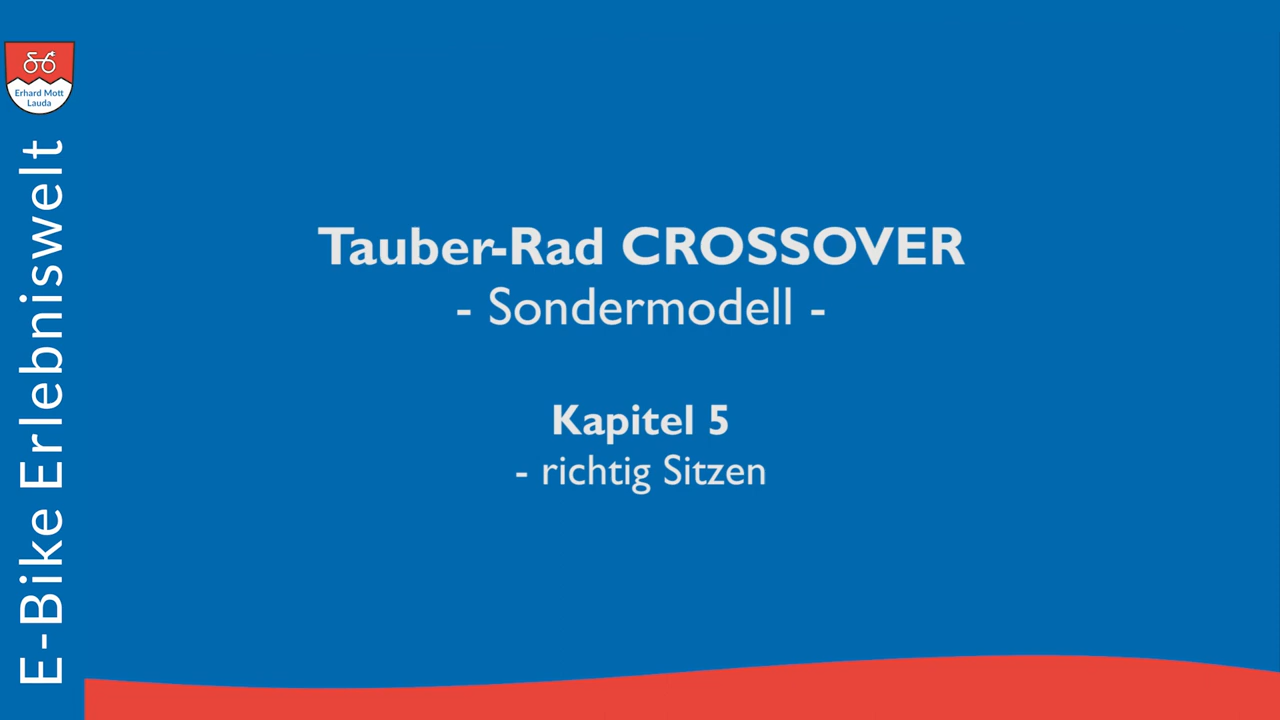 Erhard Mott
Lauda
E-Bike Erlebniswelt
Tauber-Rad CROSSOVER
- Sondermodell -
Kapitel 5
- richtig Sitzen